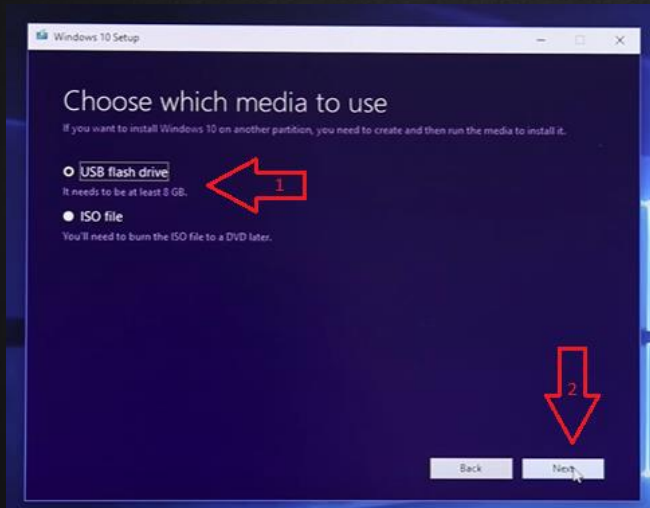 Windows 10 Setup
Choose which media to use
If you want to install Windows 10 on another partition, you need to create and then run the media to install it.
USB flash drive
It needs to be at least 8 GB.
1
ISO file
You'll need to burn the ISO file to a DVD later.
2
Back
Next